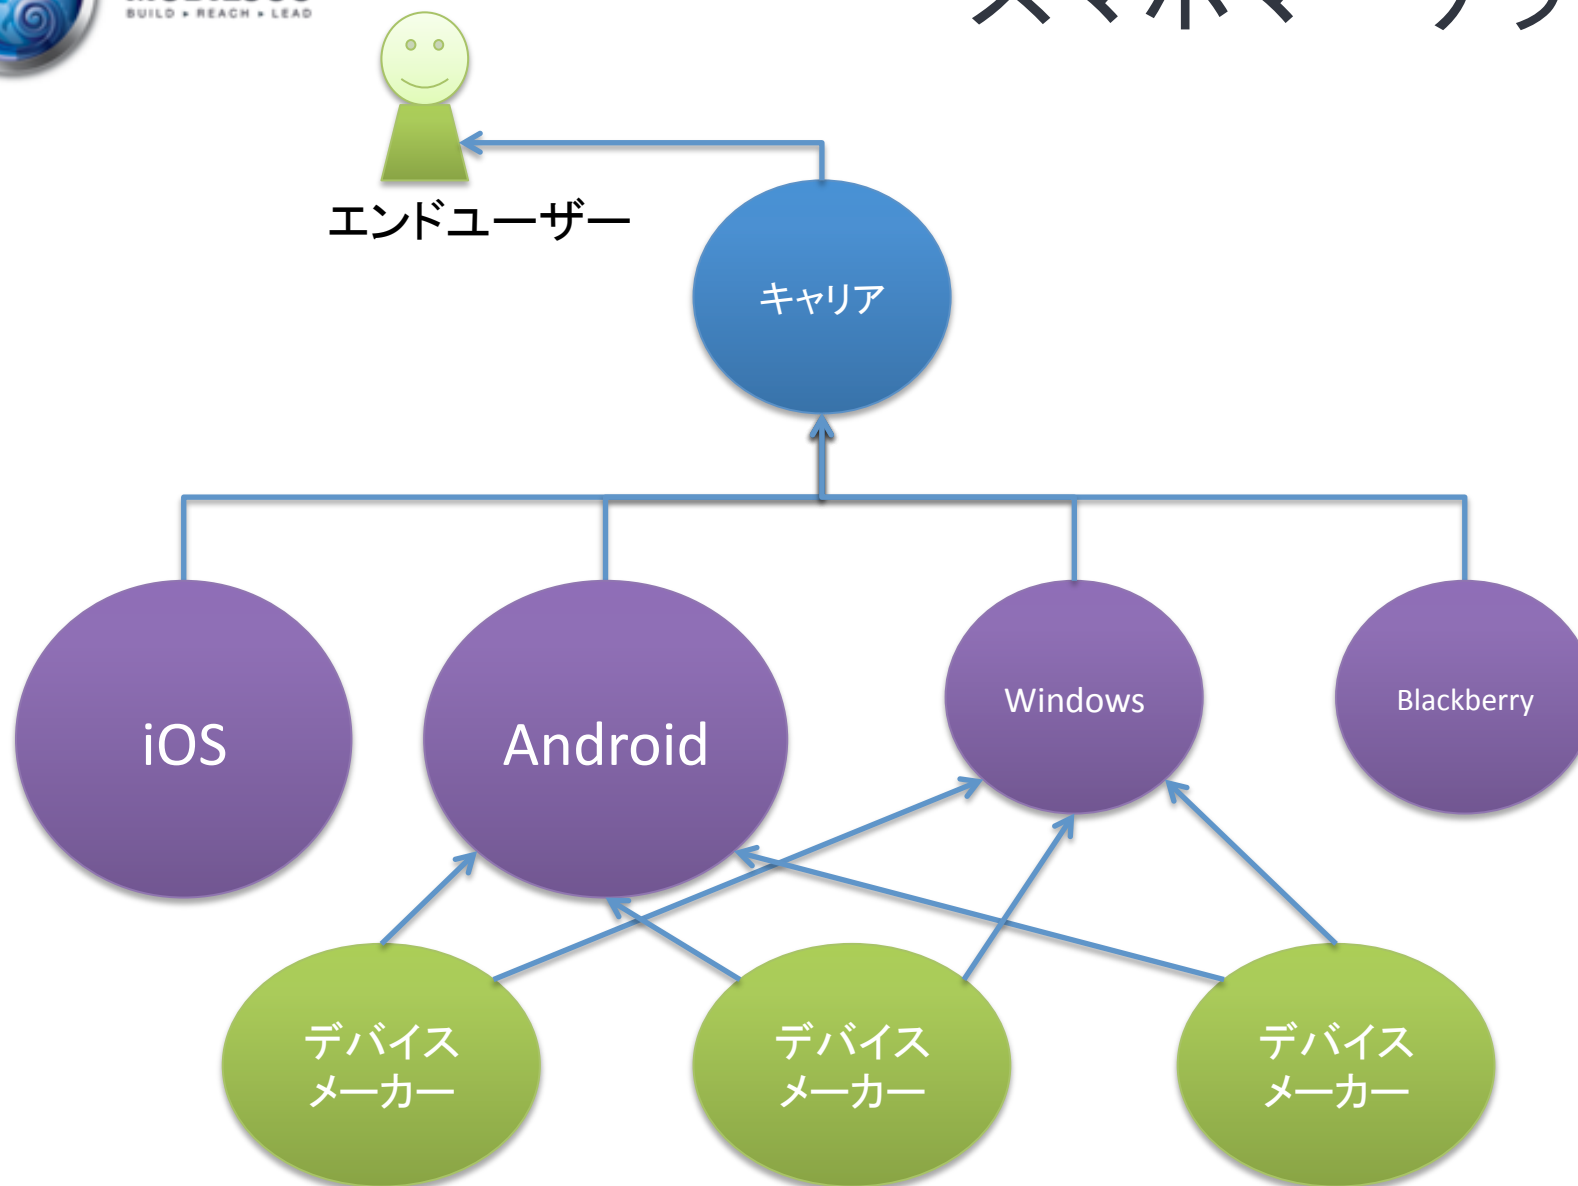 BUILD ▸ REACH ▸ LEAD
エンドユーザー
キャリア
iOS
Android
Windows
Blackberry
デバイス
メーカー
デバイス
メーカー
デバイス
メーカー